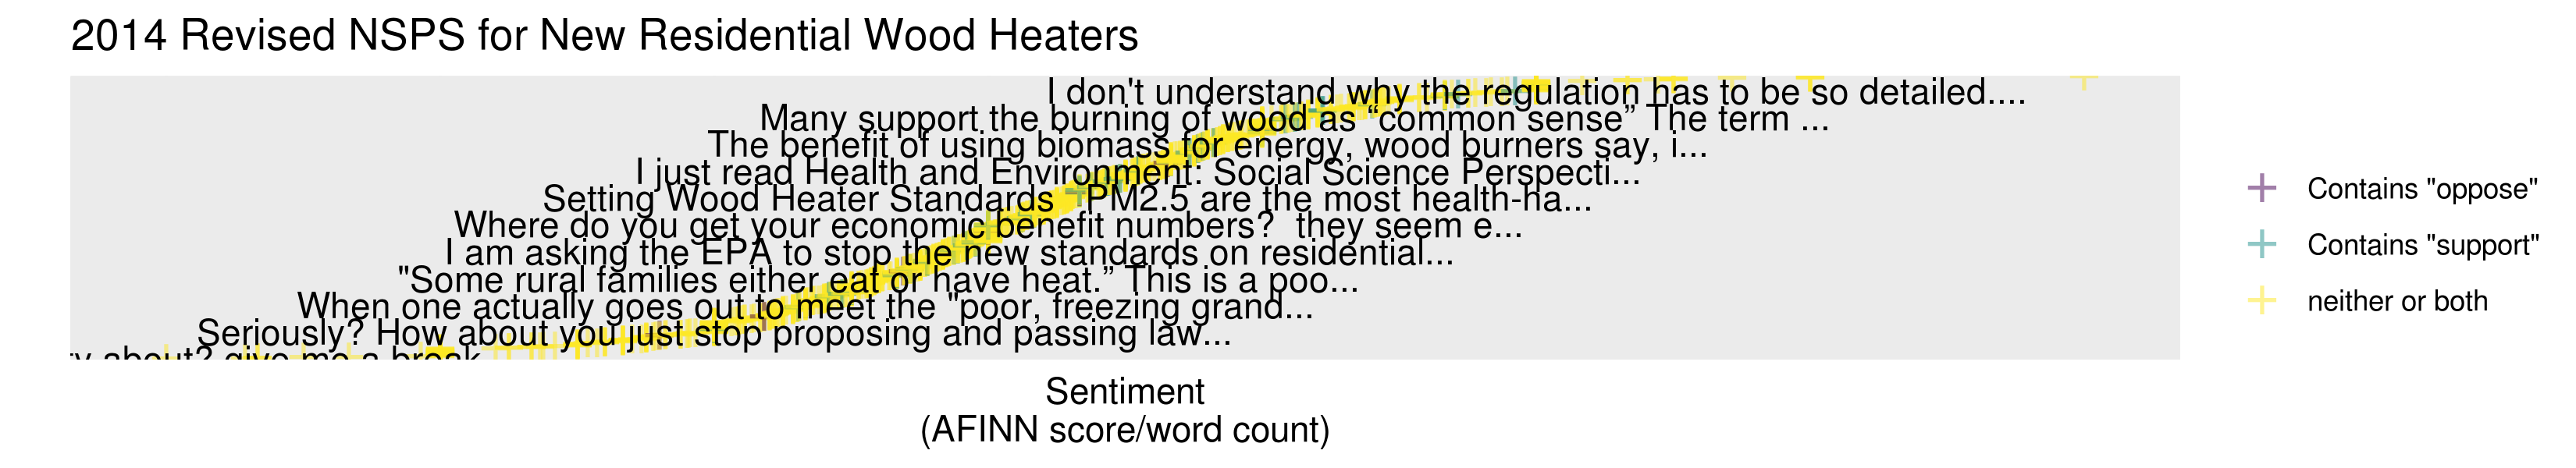 2014 Revised NSPS for New Residential Wood Heaters
I don't understand why the regulation has to be so detailed....
Many support the burning of wood as “common sense” The term ...
The benefit of using biomass for energy, wood burners say, i...
I just read Health and Environment: Social Science Perspecti...
Setting Wood Heater Standards PM2.5 are the most health-ha...
Where do you get your economic benefit numbers? they seem e...
I am asking the EPA to stop the new standards on residential...
"Some rural families either eat or have heat.” This is a poo...
When one actually goes out to meet the "poor, freezing grand...
Seriously? How about you just stop proposing and passing law...
about? give me a break
Contains "oppose"
Contains "support"
neither or both
Sentiment
(AFINN score/word count)